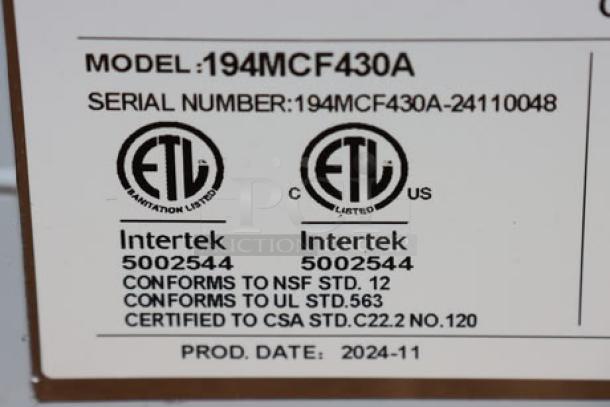 MODEL:194MCF430A
SERIAL NUMBER:194MCF430A-24110048
ETL
SANITATION LISTED
C ETL US
LISTED
Intertek Intertek
5002544 5002544
CONFORMS TO NSF STD. 12
CONFORMS TO UL STD.563
CERTIFIED TO CSA STD.C22.2 NO.120
PROD. DATE: 2024-11